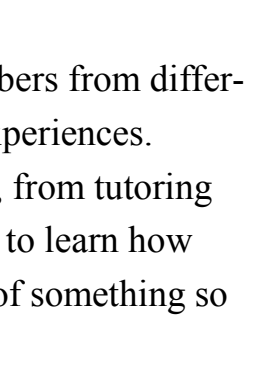 bers from differ-
periences.
, from tutoring
to learn how
of something so